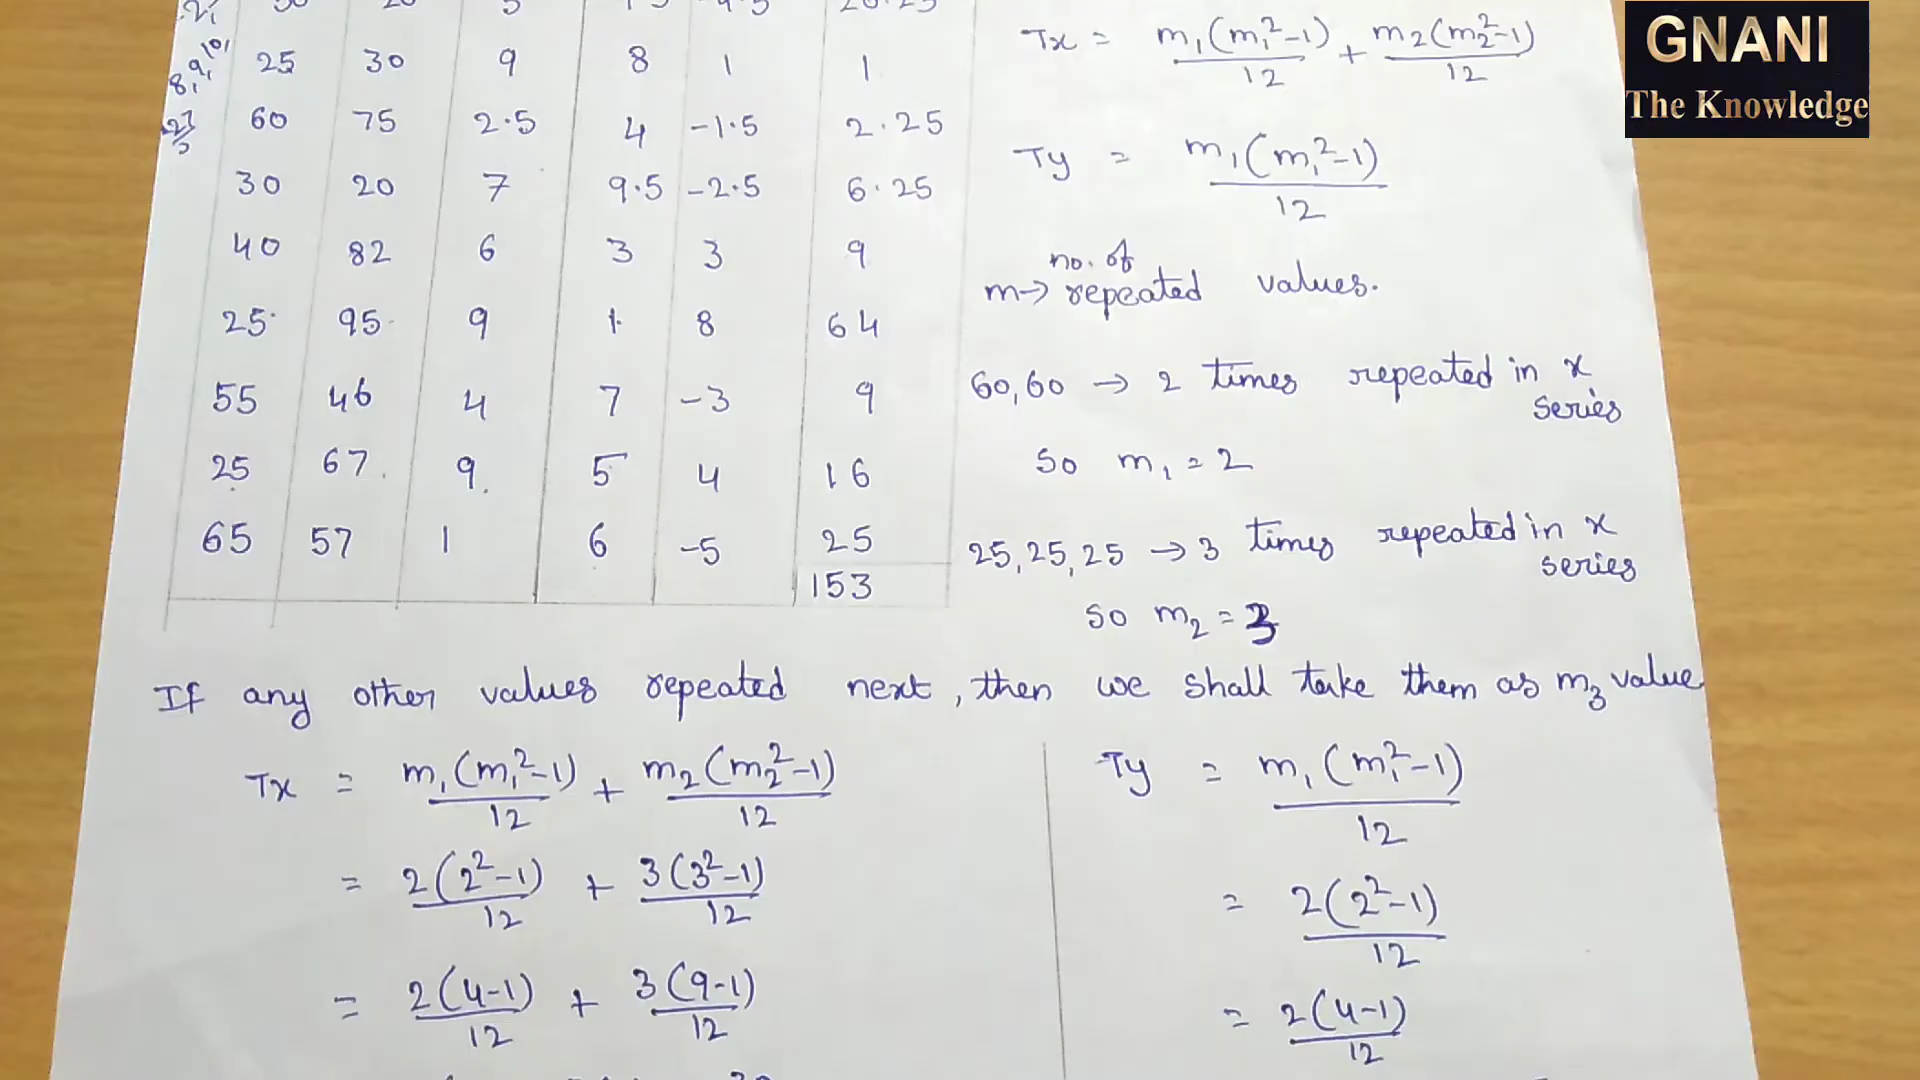 25 30 9 8 1 1
60 75 2.5 4 -1.5 2.25
30 20 7 9.5 -2.5 6.25
40 82 6 3 3 9
25 95 9 1 8 64
55 46 4 7 -3 9
25 67 9 5 4 16
65 57 1 6 -5 25
153
Tx = m₁(m₁²-1)/12 + m₂(m₂²-1)/12
Ty = m₁(m₁²-1)/12
no. of
m→ repeated values.
60,60 → 2 times repeated in x
series
So m₁ = 2
25,25,25 → 3 times repeated in x
series
So m₂ = 3
If any other values repeated next, then we shall take them as m₃ value
Tx = m₁(m₁²-1)/12 + m₂(m₂²-1)/12
= 2(2²-1)/12 + 3(3²-1)/12
= 2(4-1)/12 + 3(9-1)/12
Ty = m₁(m₁²-1)/12
= 2(2²-1)/12
= 2(4-1)/12
GNANI
The Knowledge